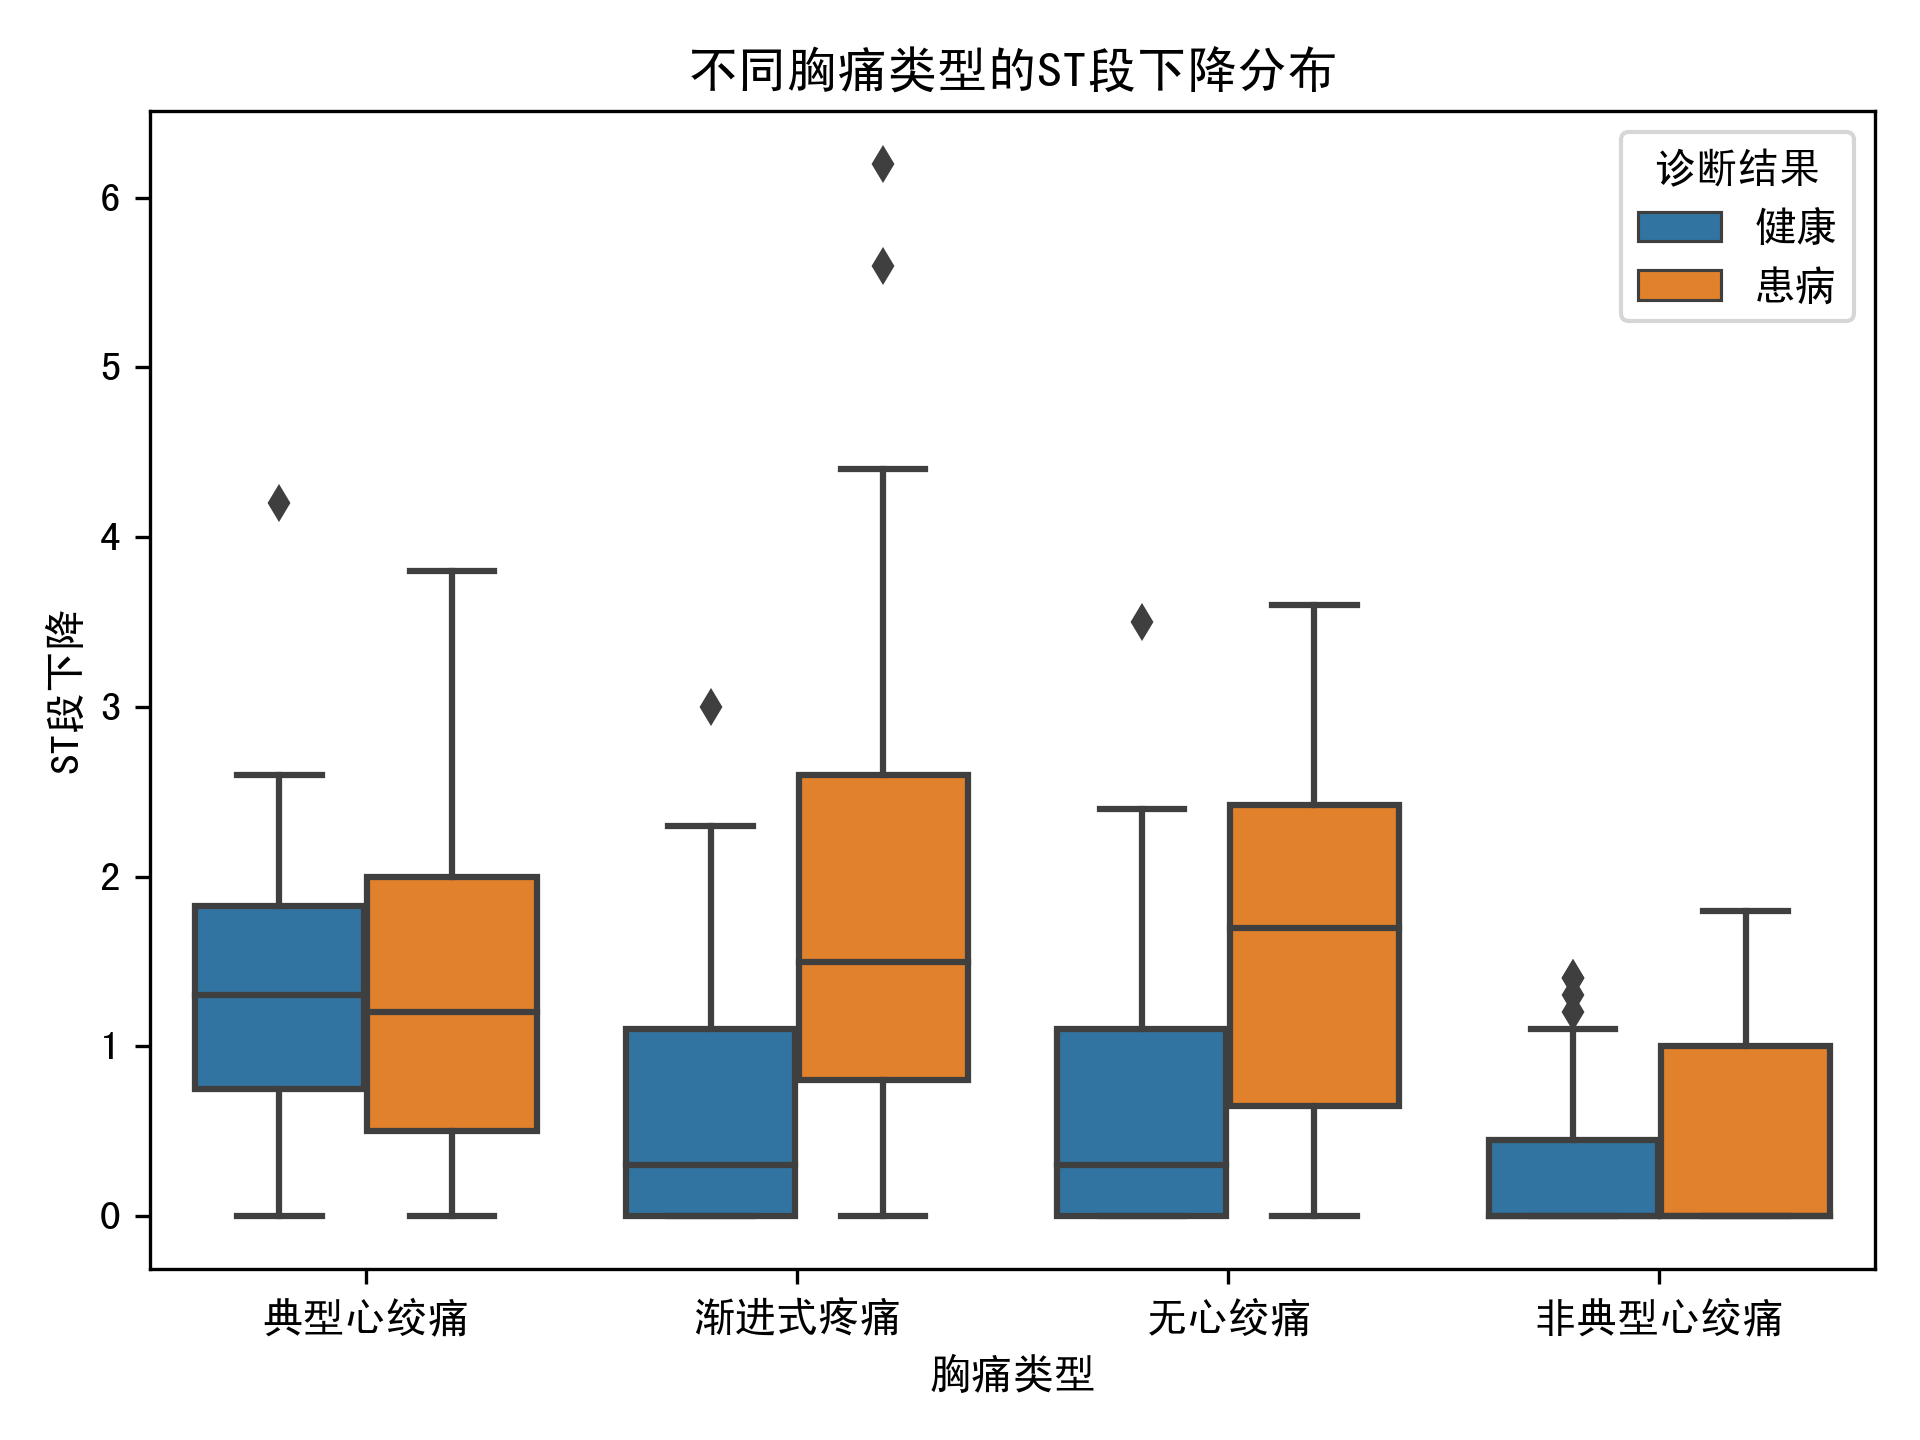 不同胸痛类型的ST段下降分布
诊断结果
健康
患病
ST段下降
6
5
4
3
2
1
0
典型心绞痛
渐进式疼痛
无心绞痛
非典型心绞痛
胸痛类型